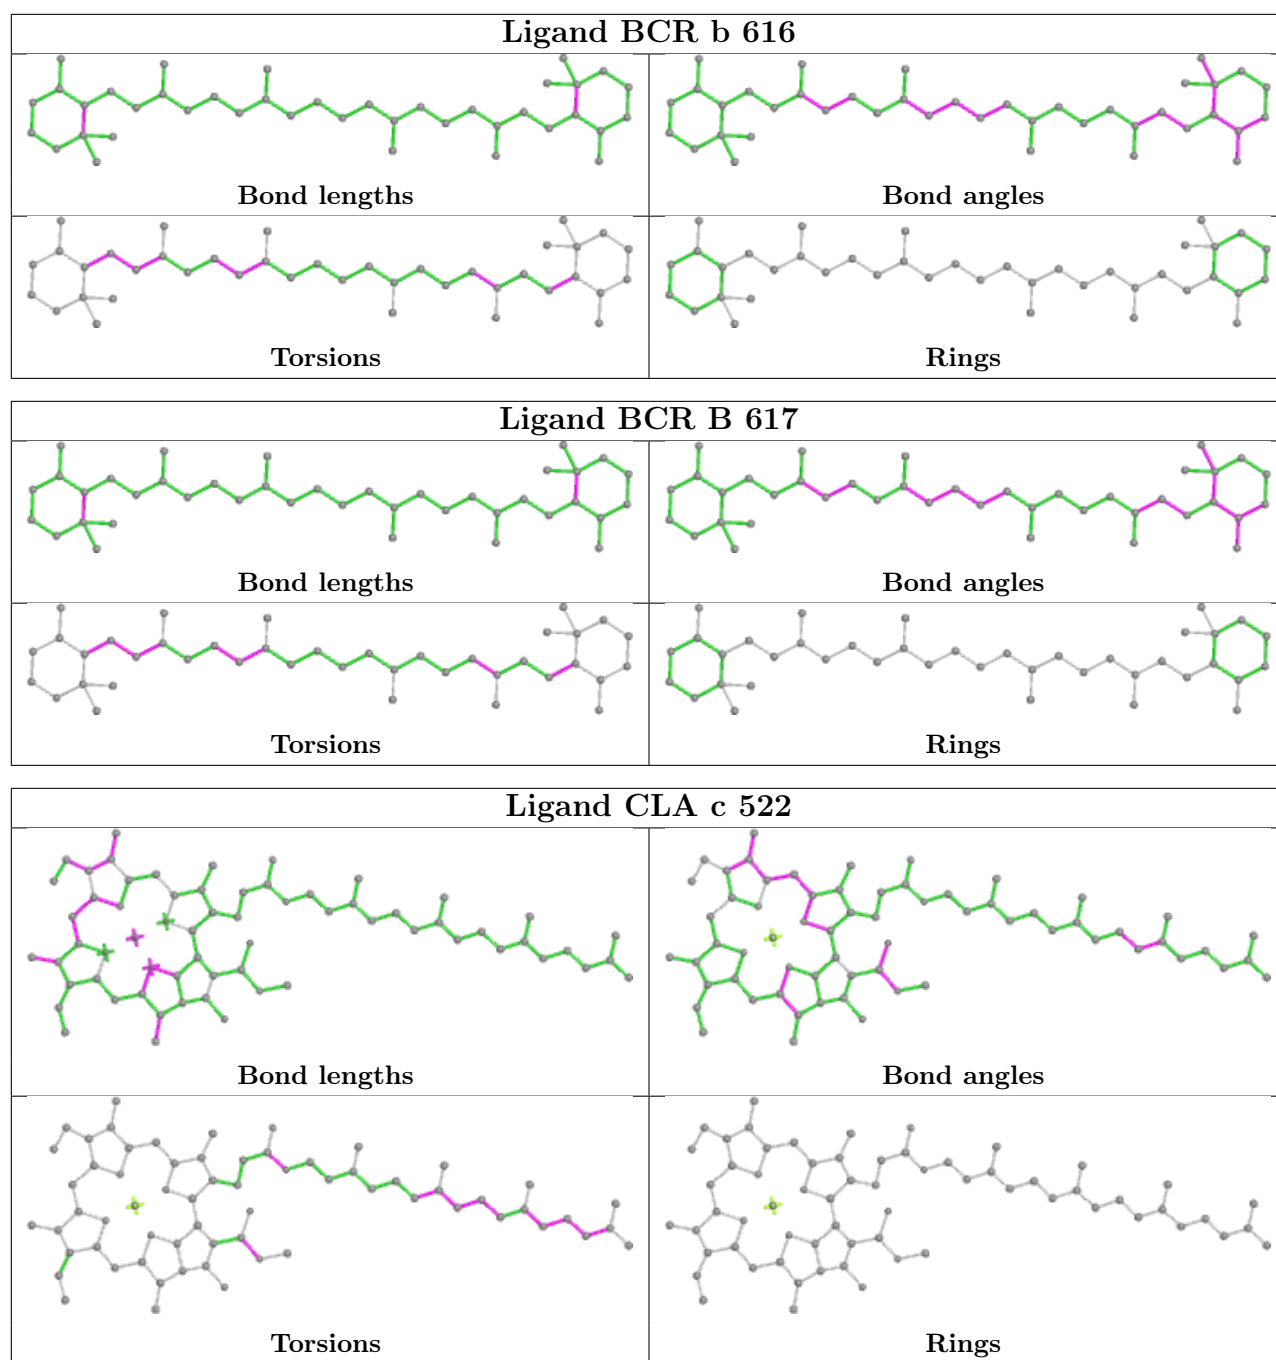 Ligand BCR b 616
Bond lengths
Bond angles
Torsions
Rings
Ligand BCR B 617
Bond lengths
Bond angles
Torsions
Rings
Ligand CLA c 522
Bond lengths
Bond angles
Torsions
Rings